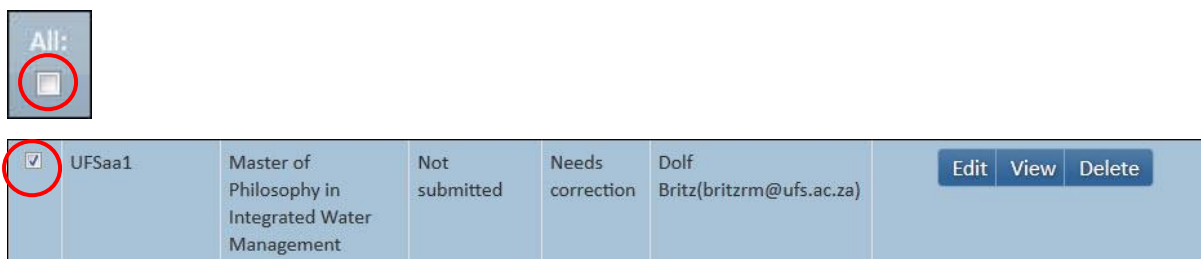 All:
UFSaa1 Master of Not Needs Dolf Edit View Delete
Philosophy in submitted correction Britz(britzrm@ufs.ac.za)
Integrated Water
Management